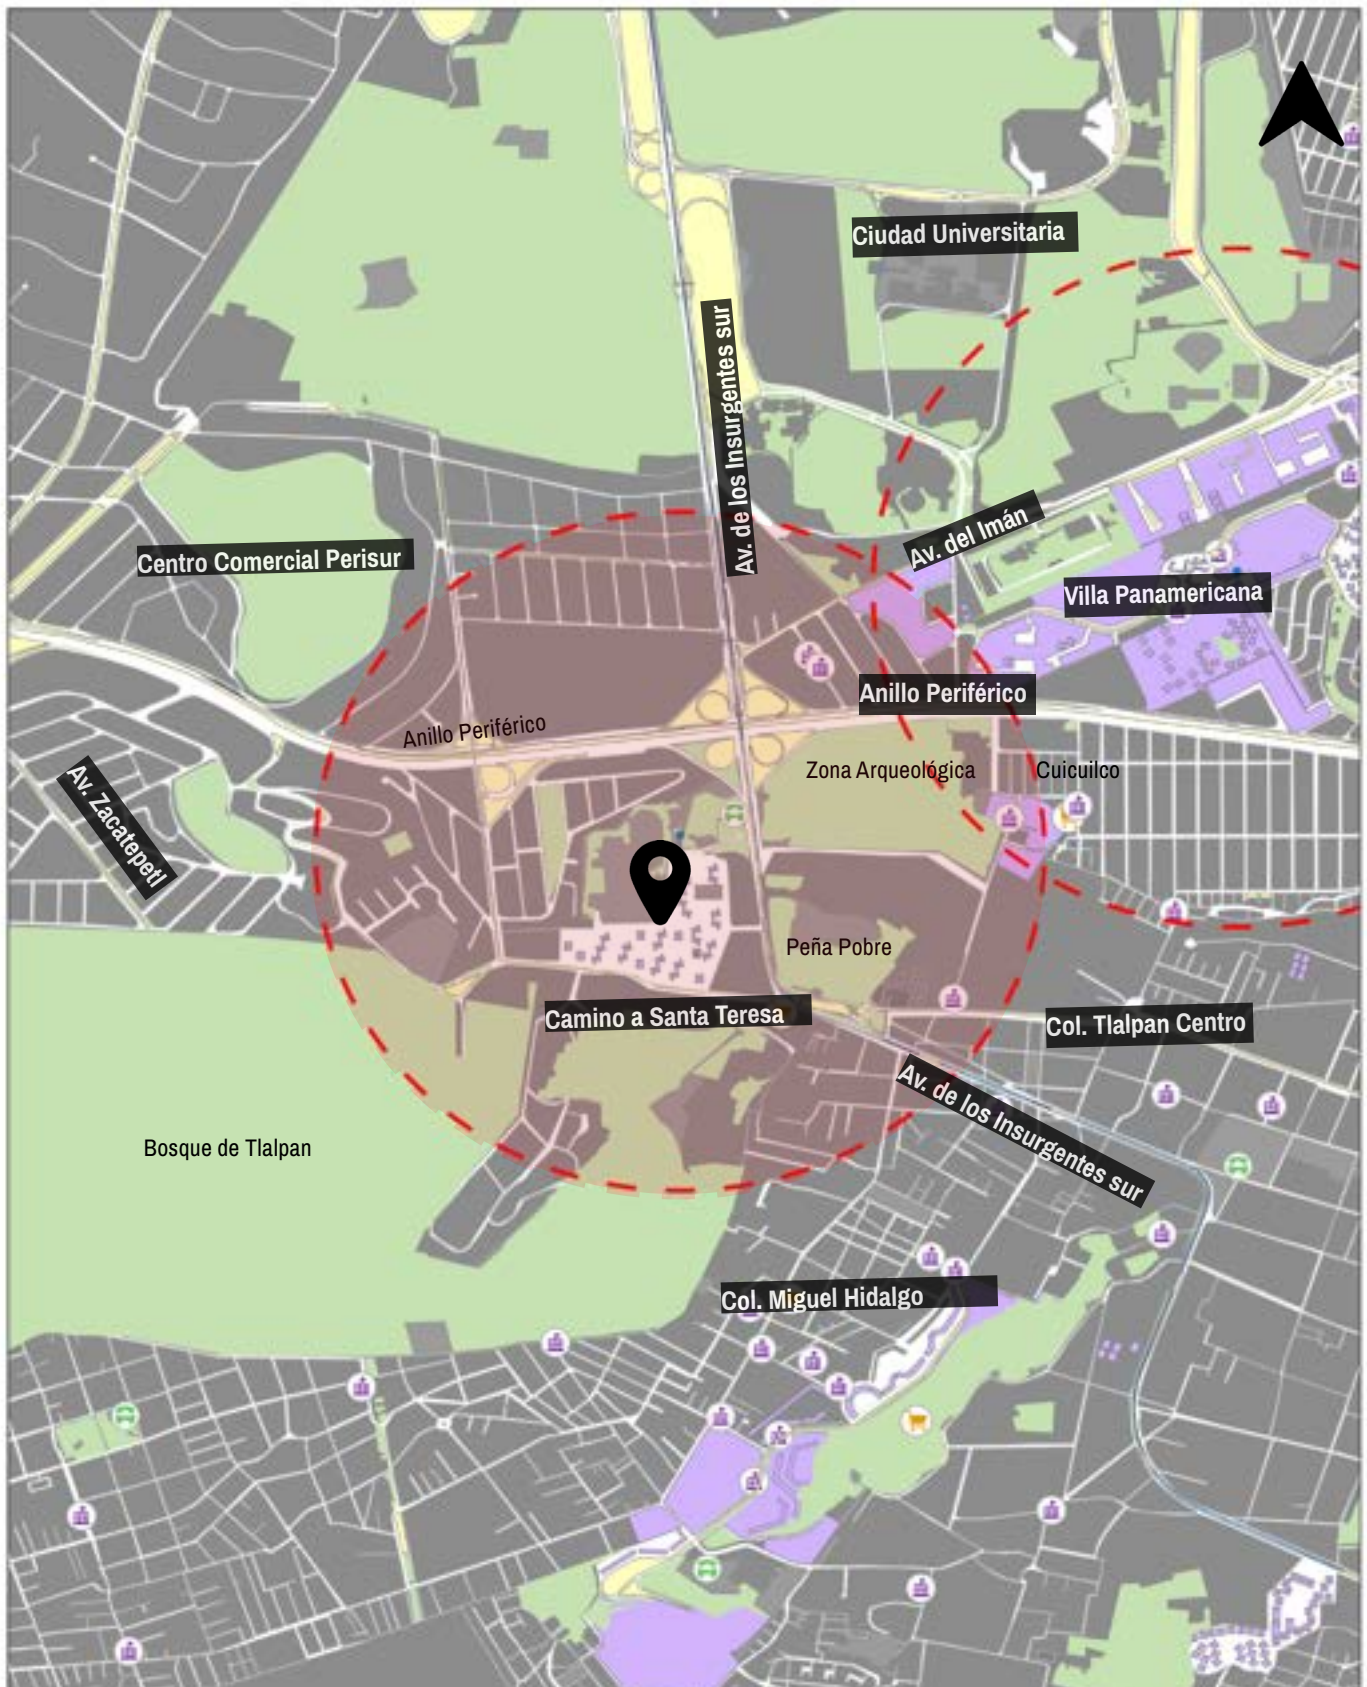 Ciudad Universitaria
Av. de los Insurgentes sur
Av. del Imán
Centro Comercial Perisur
Villa Panamericana
Anillo Periférico
Anillo Periférico
Zona Arqueológica
Cuicuilco
Av. Zacatepetl
Peña Pobre
Camino a Santa Teresa
Col. Tlalpan Centro
Av. de los Insurgentes sur
Bosque de Tlalpan
Col. Miguel Hidalgo